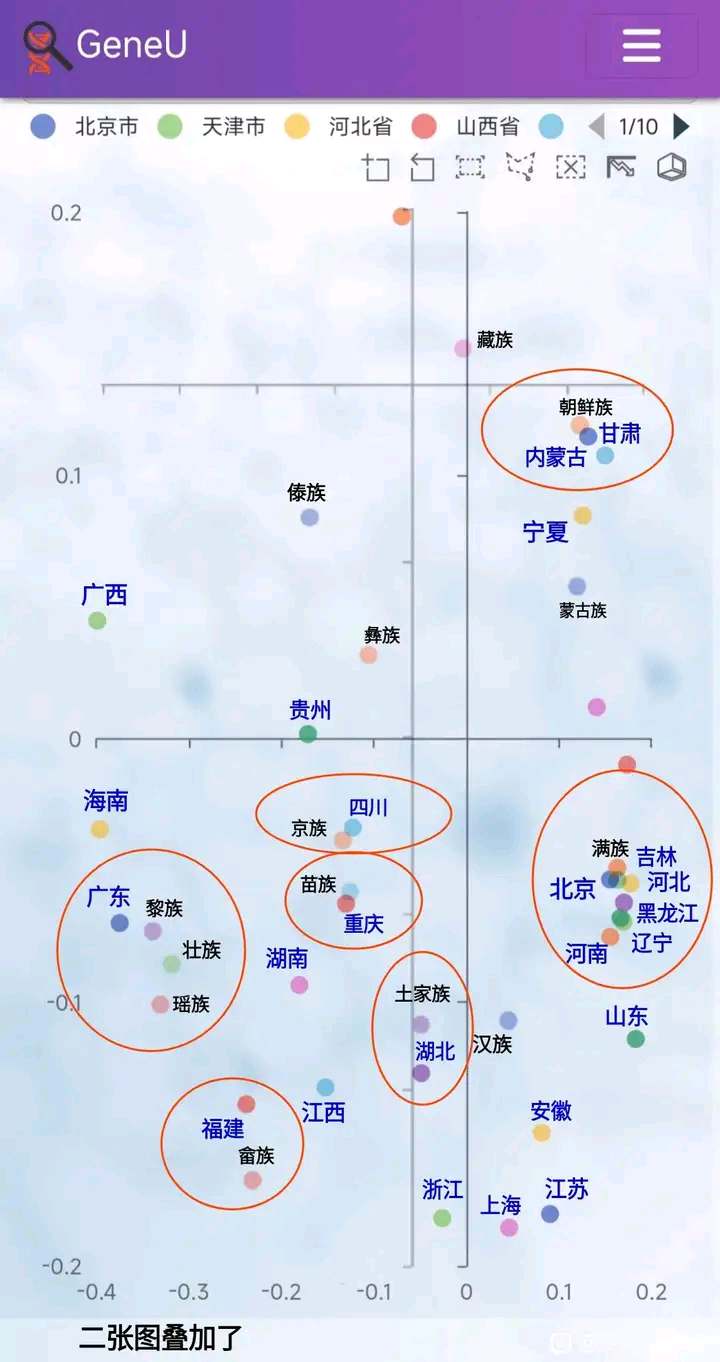 GeneU
北京市 天津市 河北省 山西省 1/10
0.2
藏族
朝鲜族
甘肃
内蒙古
0.1
傣族
宁夏
广西
蒙古族
彝族
贵州
0
海南
四川
京族
满族
吉林
苗族
北京
河北
广东
黎族
重庆
黑龙江
壮族
湖南
河南
辽宁
土家族
-0.1
瑶族
山东
汉族
湖北
江西
安徽
福建
畲族
浙江
上海
江苏
-0.2
-0.4 -0.3 -0.2 -0.1 0 0.1 0.2
二张图叠加了